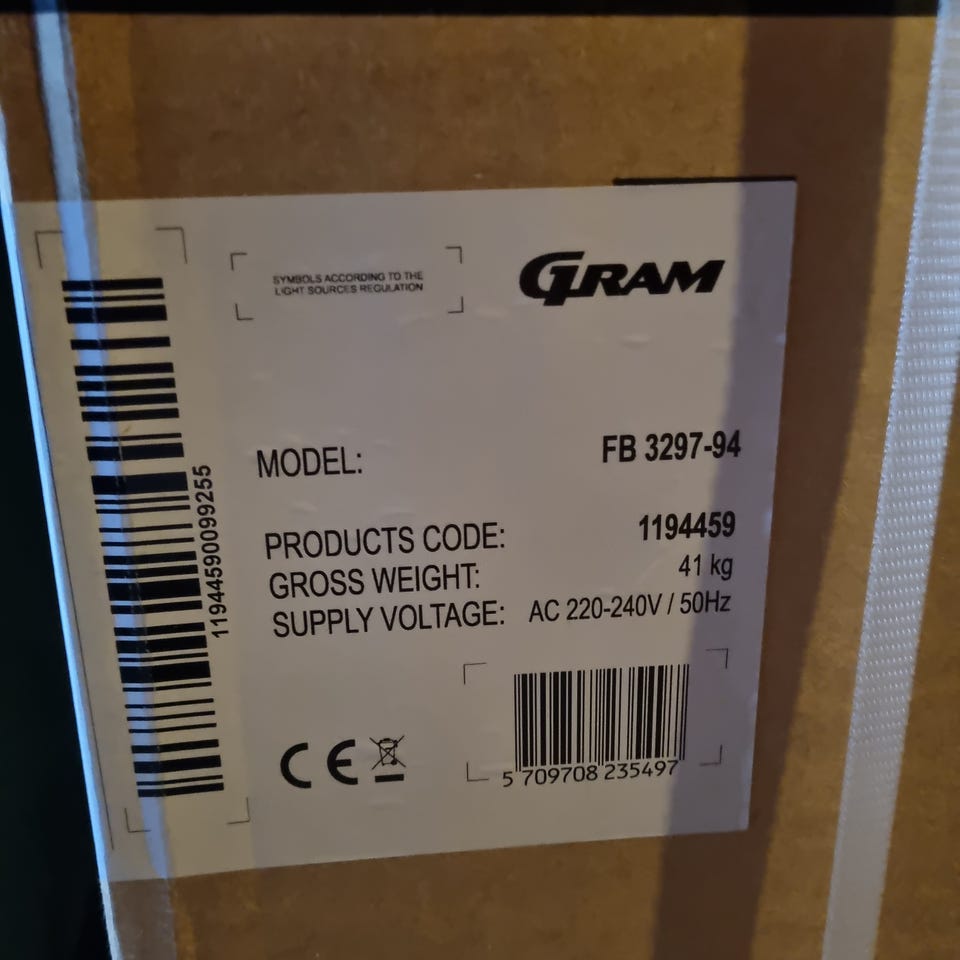 SYMBOLS ACCORDING TO THE
LIGHT SOURCES REGULATION
GRAM
MODEL: FB 3297-94
PRODUCTS CODE: 1194459
GROSS WEIGHT: 41 kg
SUPPLY VOLTAGE: AC 220-240V / 50Hz
11944590099255
CE
5 709708 235497